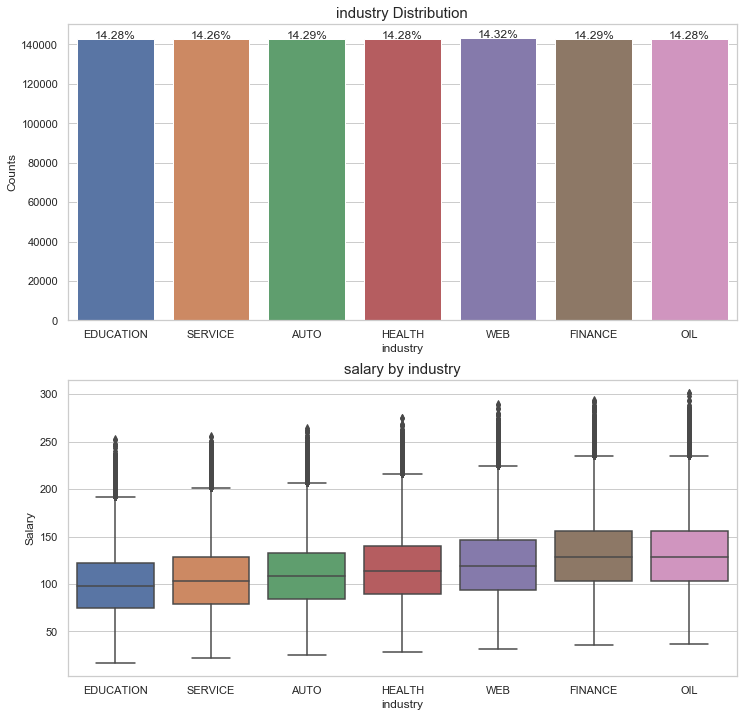 industry Distribution
14.28% 14.26% 14.29% 14.28% 14.32% 14.29% 14.28%
140000
120000
100000
80000
60000
40000
20000
0
Counts
EDUCATION SERVICE AUTO HEALTH WEB FINANCE OIL
industry
salary by industry
300
250
200
150
100
50
Salary
EDUCATION SERVICE AUTO HEALTH WEB FINANCE OIL
industry